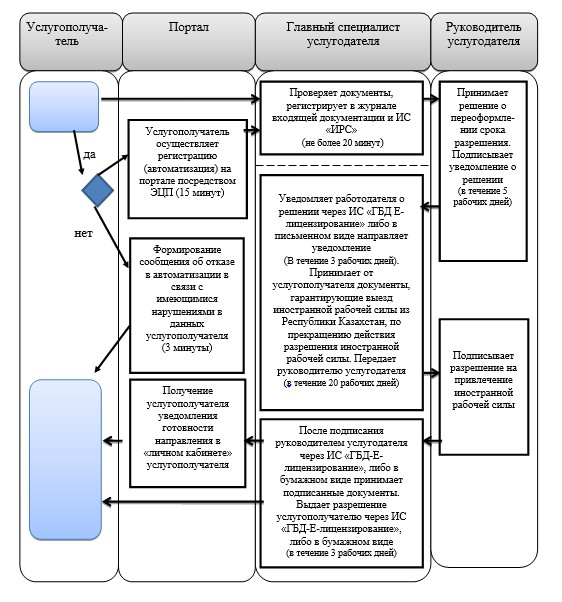 Услугополуча-
тель
Портал
Главный специалист
услугодателя
Руководитель
услугодателя
Проверяет документы,
регистрирует в журнале
входящей документации и ИС
«ИРС»
(не более 20 минут)
Принимает
решение о
переоформле-
нии срока
разрешения.
Подписывает
уведомление о
решении
(в течение 5
рабочих дней)
Услугополучатель
осуществляет
регистрацию
(автоматизация) на
портале посредством
ЭЦП (15 минут)
да
нет
Уведомляет работодателя о
решении через ИС «ГБД Е-
лицензирование» либо в
письменном виде направляет
уведомление
(В течение 3 рабочих дней).
Принимает от
услугополучателя документы,
гарантирующие выезд
иностранной рабочей силы из
Республики Казахстан, по
прекращению действия
разрешения иностранной
рабочей силы. Передает
руководителю услугодателя
(в течение 20 рабочих дней)
Формирование
сообщения об отказе
в автоматизации в
связи с
имеющимися
нарушениями в
данных
услугополучателя
(3 минуты)
Подписывает
разрешение на
привлечение
иностранной
рабочей силы
Получение
услугополучателя
уведомления
готовности
направления в
«личном кабинете»
услугополучателя
После подписания
руководителем услугодателя
через ИС «ГБД-Е-
лицензирование», либо в
бумажном виде принимает
подписанные документы.
Выдает разрешение
услугополучателю через ИС
«ГБД-Е-лицензирование»,
либо в бумажном виде
(в течение 3 рабочих дней)